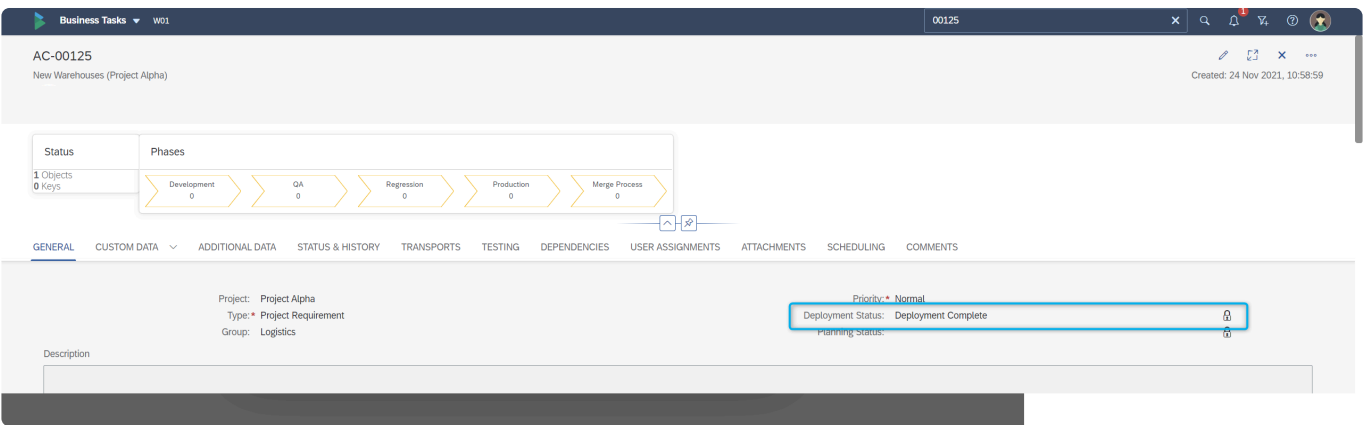 Business Tasks W01 00125
1
AC-00125
New Warehouses (Project Alpha)
Created: 24 Nov 2021, 10:58:59
Status
1 Objects
0 Keys
Phases
Development
0
QA
0
Regression
0
Production
0
Merge Process
0
GENERAL CUSTOM DATA ADDITIONAL DATA STATUS & HISTORY TRANSPORTS TESTING DEPENDENCIES USER ASSIGNMENTS ATTACHMENTS SCHEDULING COMMENTS
Project: Project Alpha
Type:* Project Requirement
Group: Logistics
Priority:* Normal
Deployment Status: Deployment Complete
Planning Status:
Description